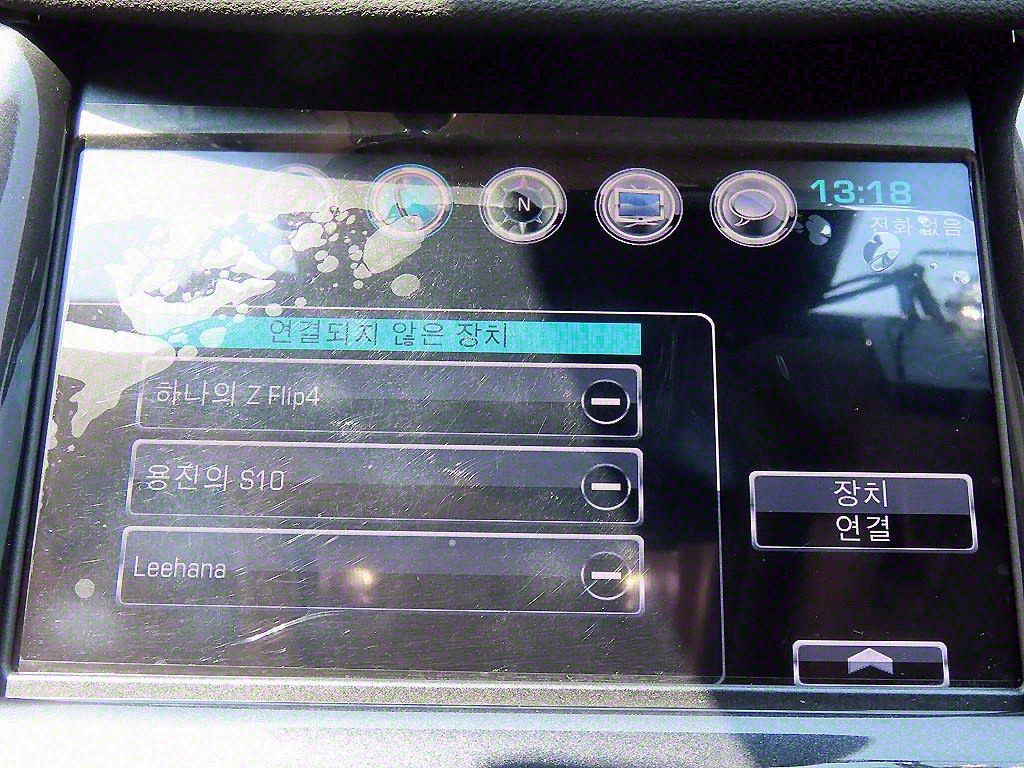 N
13:18
전화 없음
연결되지 않은 장치
하나의 Z Flip4
용진의 S10
Leehana
장치
연결